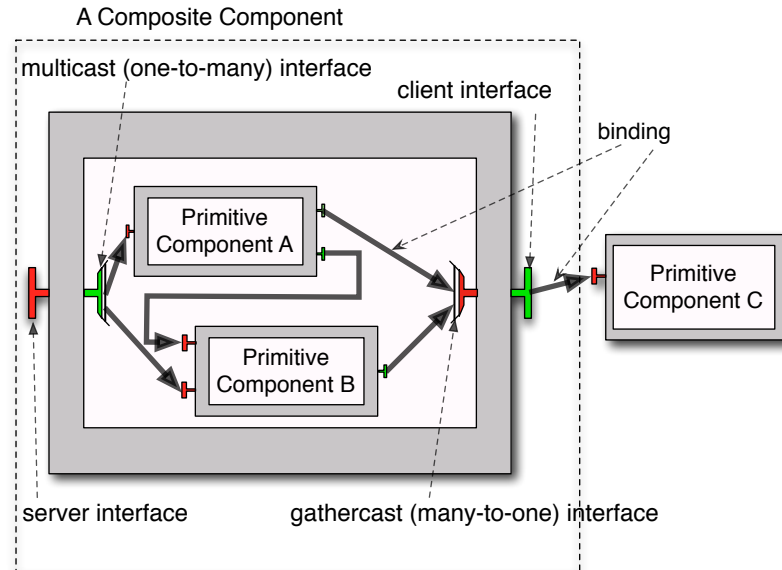 A Composite Component
multicast (one-to-many) interface
client interface
binding
Primitive
Component A
Primitive
Component C
Primitive
Component B
server interface
gathercast (many-to-one) interface